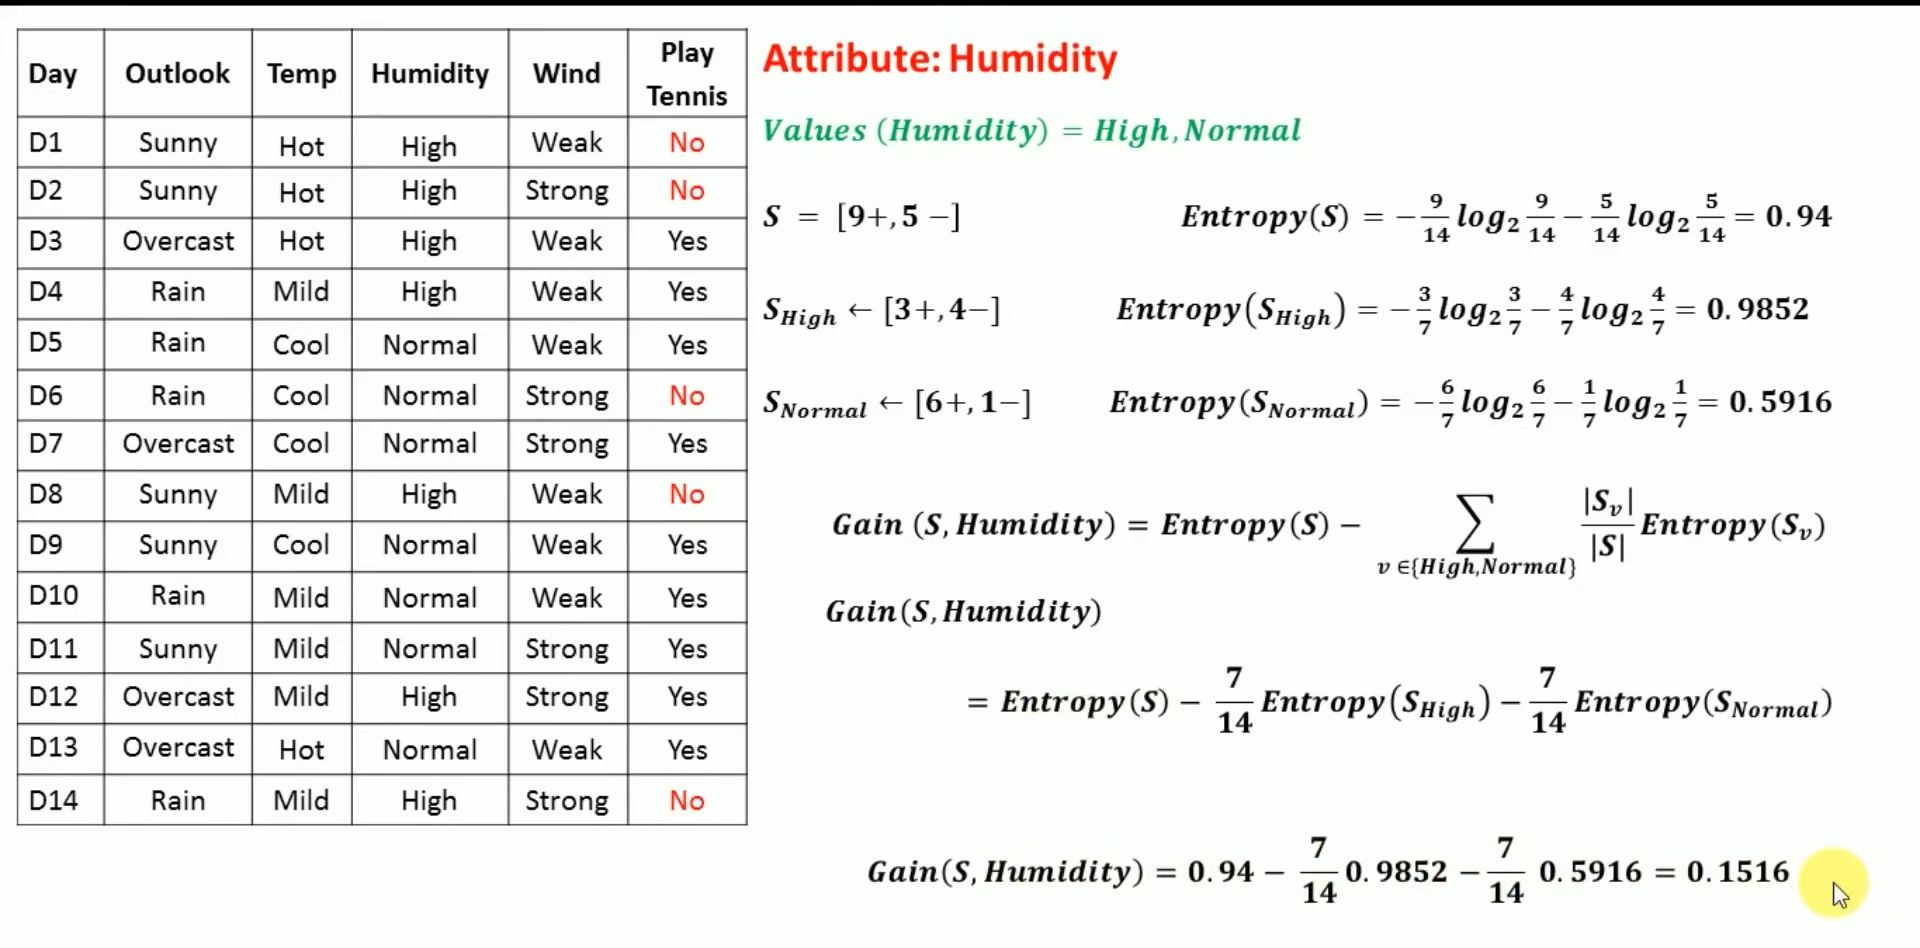 Day Outlook Temp Humidity Wind Play Tennis
D1 Sunny Hot High Weak No
D2 Sunny Hot High Strong No
D3 Overcast Hot High Weak Yes
D4 Rain Mild High Weak Yes
D5 Rain Cool Normal Weak Yes
D6 Rain Cool Normal Strong No
D7 Overcast Cool Normal Strong Yes
D8 Sunny Mild High Weak No
D9 Sunny Cool Normal Weak Yes
D10 Rain Mild Normal Weak Yes
D11 Sunny Mild Normal Strong Yes
D12 Overcast Mild High Strong Yes
D13 Overcast Hot Normal Weak Yes
D14 Rain Mild High Strong No
Attribute: Humidity
Values (Humidity) = High, Normal
S = [9+, 5 −] Entropy(S) = −9/14 log₂ 9/14 − 5/14 log₂ 5/14 = 0.94
S_High ← [3+, 4−] Entropy(S_High) = −3/7 log₂ 3/7 − 4/7 log₂ 4/7 = 0.9852
S_Normal ← [6+, 1−] Entropy(S_Normal) = −6/7 log₂ 6/7 − 1/7 log₂ 1/7 = 0.5916
Gain (S, Humidity) = Entropy(S) − ∑ v ∈{High,Normal} |S_v|/|S| Entropy(S_v)
Gain(S, Humidity)
= Entropy(S) − 7/14 Entropy(S_High) − 7/14 Entropy(S_Normal)
Gain(S, Humidity) = 0.94 − 7/14 0.9852 − 7/14 0.5916 = 0.1516